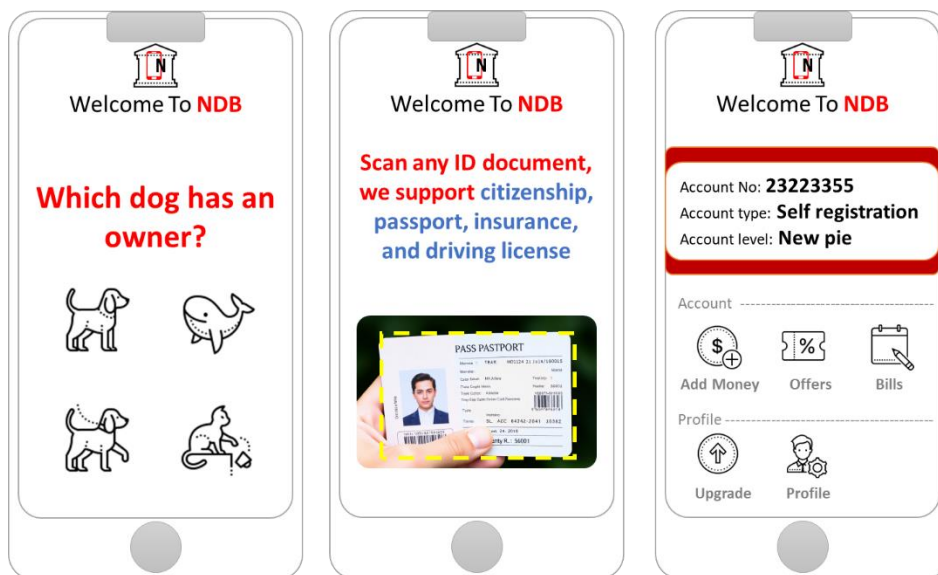 N
Welcome To NDB
Which dog has an
owner?
N
Welcome To NDB
Scan any ID document,
we support citizenship,
passport, insurance,
and driving license
PASS PASTPORT
N
Welcome To NDB
Account No: 23223355
Account type: Self registration
Account level: New pie
Account
$
%
Add Money
Offers
Bills
Profile
Upgrade
Profile